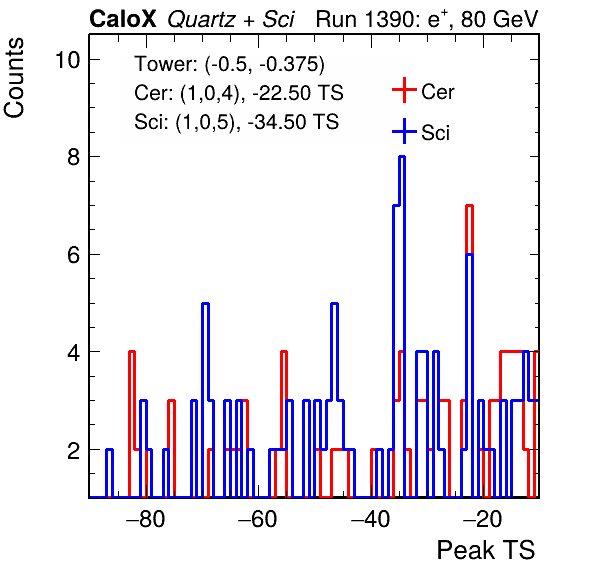 CaloX Quartz + Sci Run 1390: e⁺, 80 GeV
Counts
Tower: (-0.5, -0.375)
Cer: (1,0,4), -22.50 TS
Sci: (1,0,5), -34.50 TS
Cer
Sci
10
8
6
4
2
−80 −60 −40 −20
Peak TS